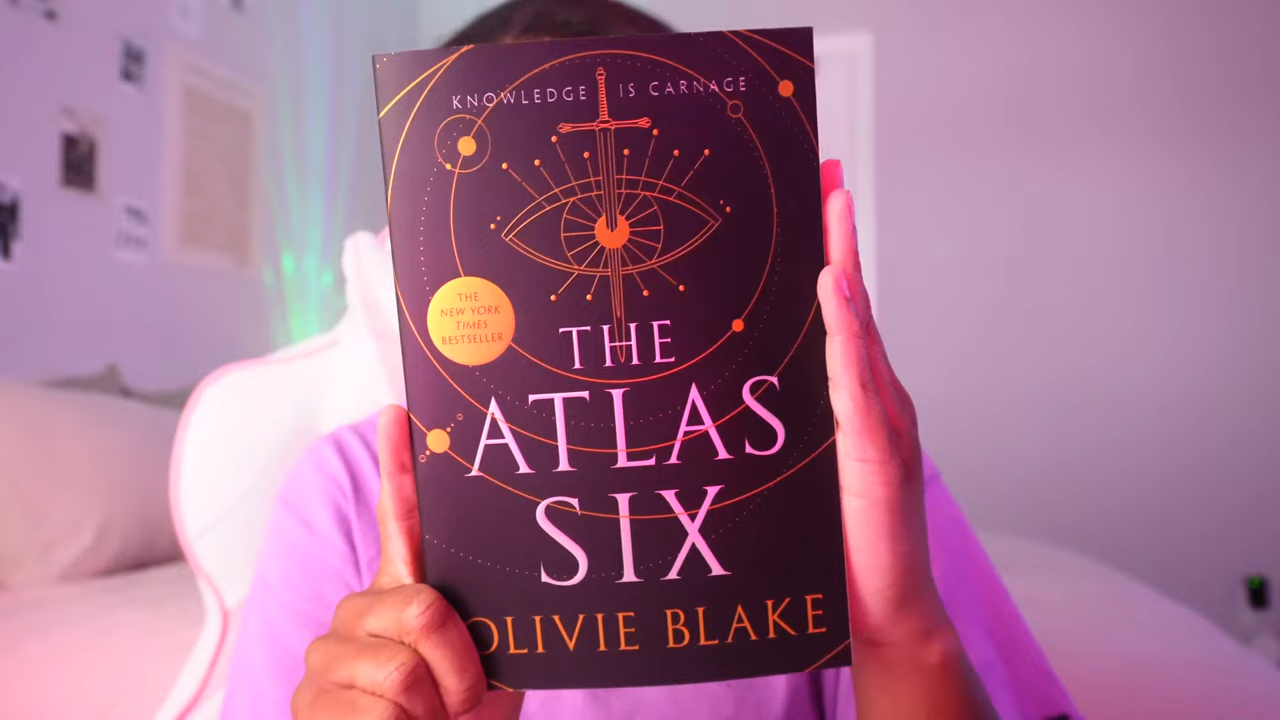 KNOWLEDGE IS CARNAGE
THE
NEW YORK
TIMES
BESTSELLER
THE
ATLAS
SIX
OLIVIE BLAKE